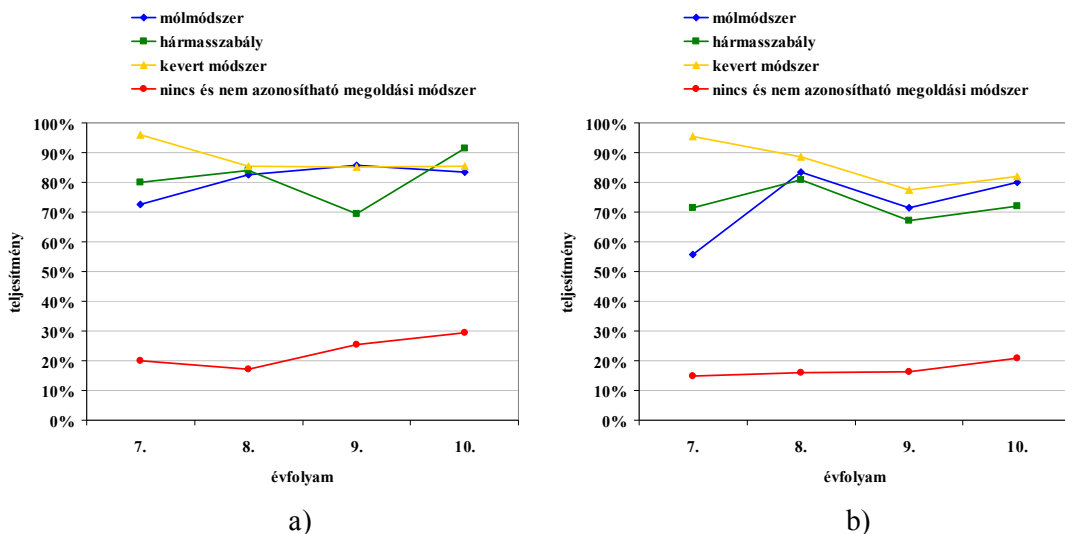 mólmódszer
hármasszabály
kevert módszer
nincs és nem azonosítható megoldási módszer
100%
90%
80%
70%
60%
50%
40%
30%
20%
10%
0%
teljesítmény
7. 8. 9. 10.
évfolyam
a)
mólmódszer
hármasszabály
kevert módszer
nincs és nem azonosítható megoldási módszer
100%
90%
80%
70%
60%
50%
40%
30%
20%
10%
0%
teljesítmény
7. 8. 9. 10.
évfolyam
b)